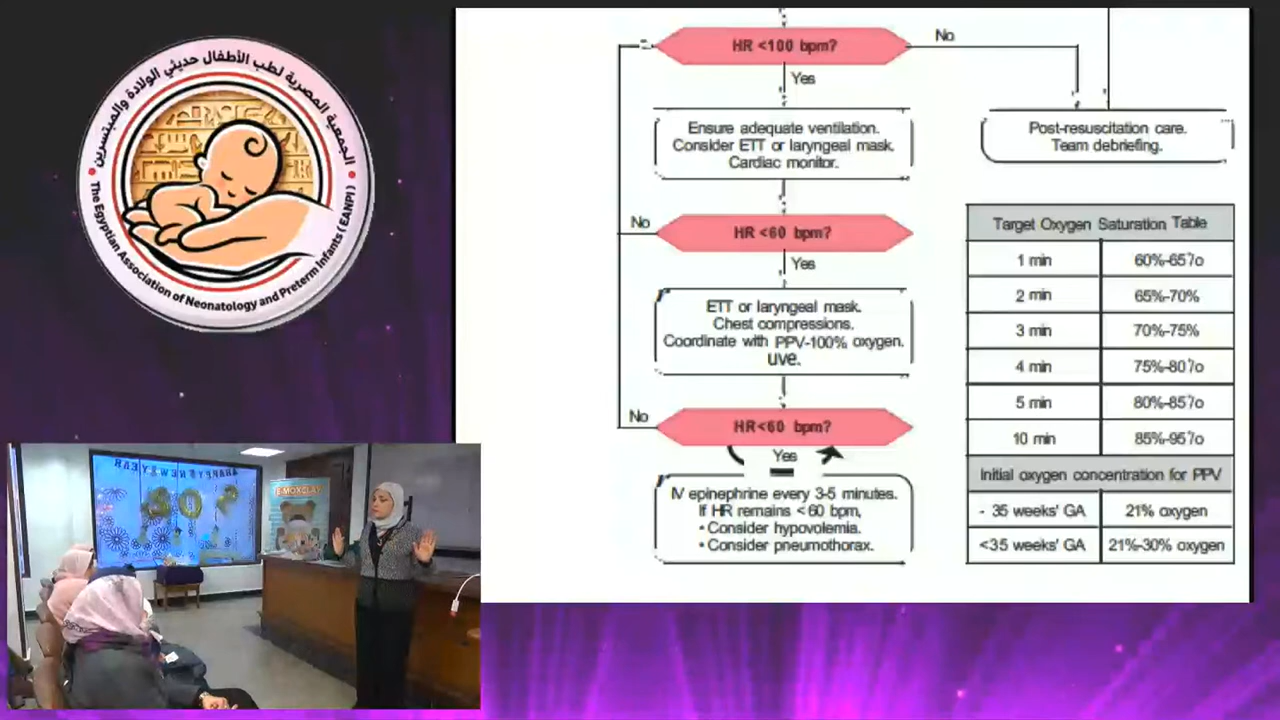 الجمعية المصرية لطب الأطفال حديثي الولادة والمبتسرين
The Egyptian Association of Neonatology and Preterm Infants ( EANPI )
HR <100 bpm?
No
Yes
Ensure adequate ventilation.
Consider ETT or laryngeal mask.
Cardiac monitor.
Post-resuscitation care.
Team debriefing.
No
HR <60 bpm?
Yes
ETT or laryngeal mask.
Chest compressions.
Coordinate with PPV-100% oxygen.
UVC.
No
HR<60 bpm?
Yes
IV epinephrine every 3-5 minutes.
If HR remains <60 bpm,
• Consider hypovolemia.
• Consider pneumothorax.
Target Oxygen Saturation Table
1 min 60%-65%
2 min 65%-70%
3 min 70%-75%
4 min 75%-80%
5 min 80%-85%
10 min 85%-95%
Initial oxygen concentration for PPV
- 35 weeks' GA 21% oxygen
<35 weeks' GA 21%-30% oxygen
E-MOXCLAV